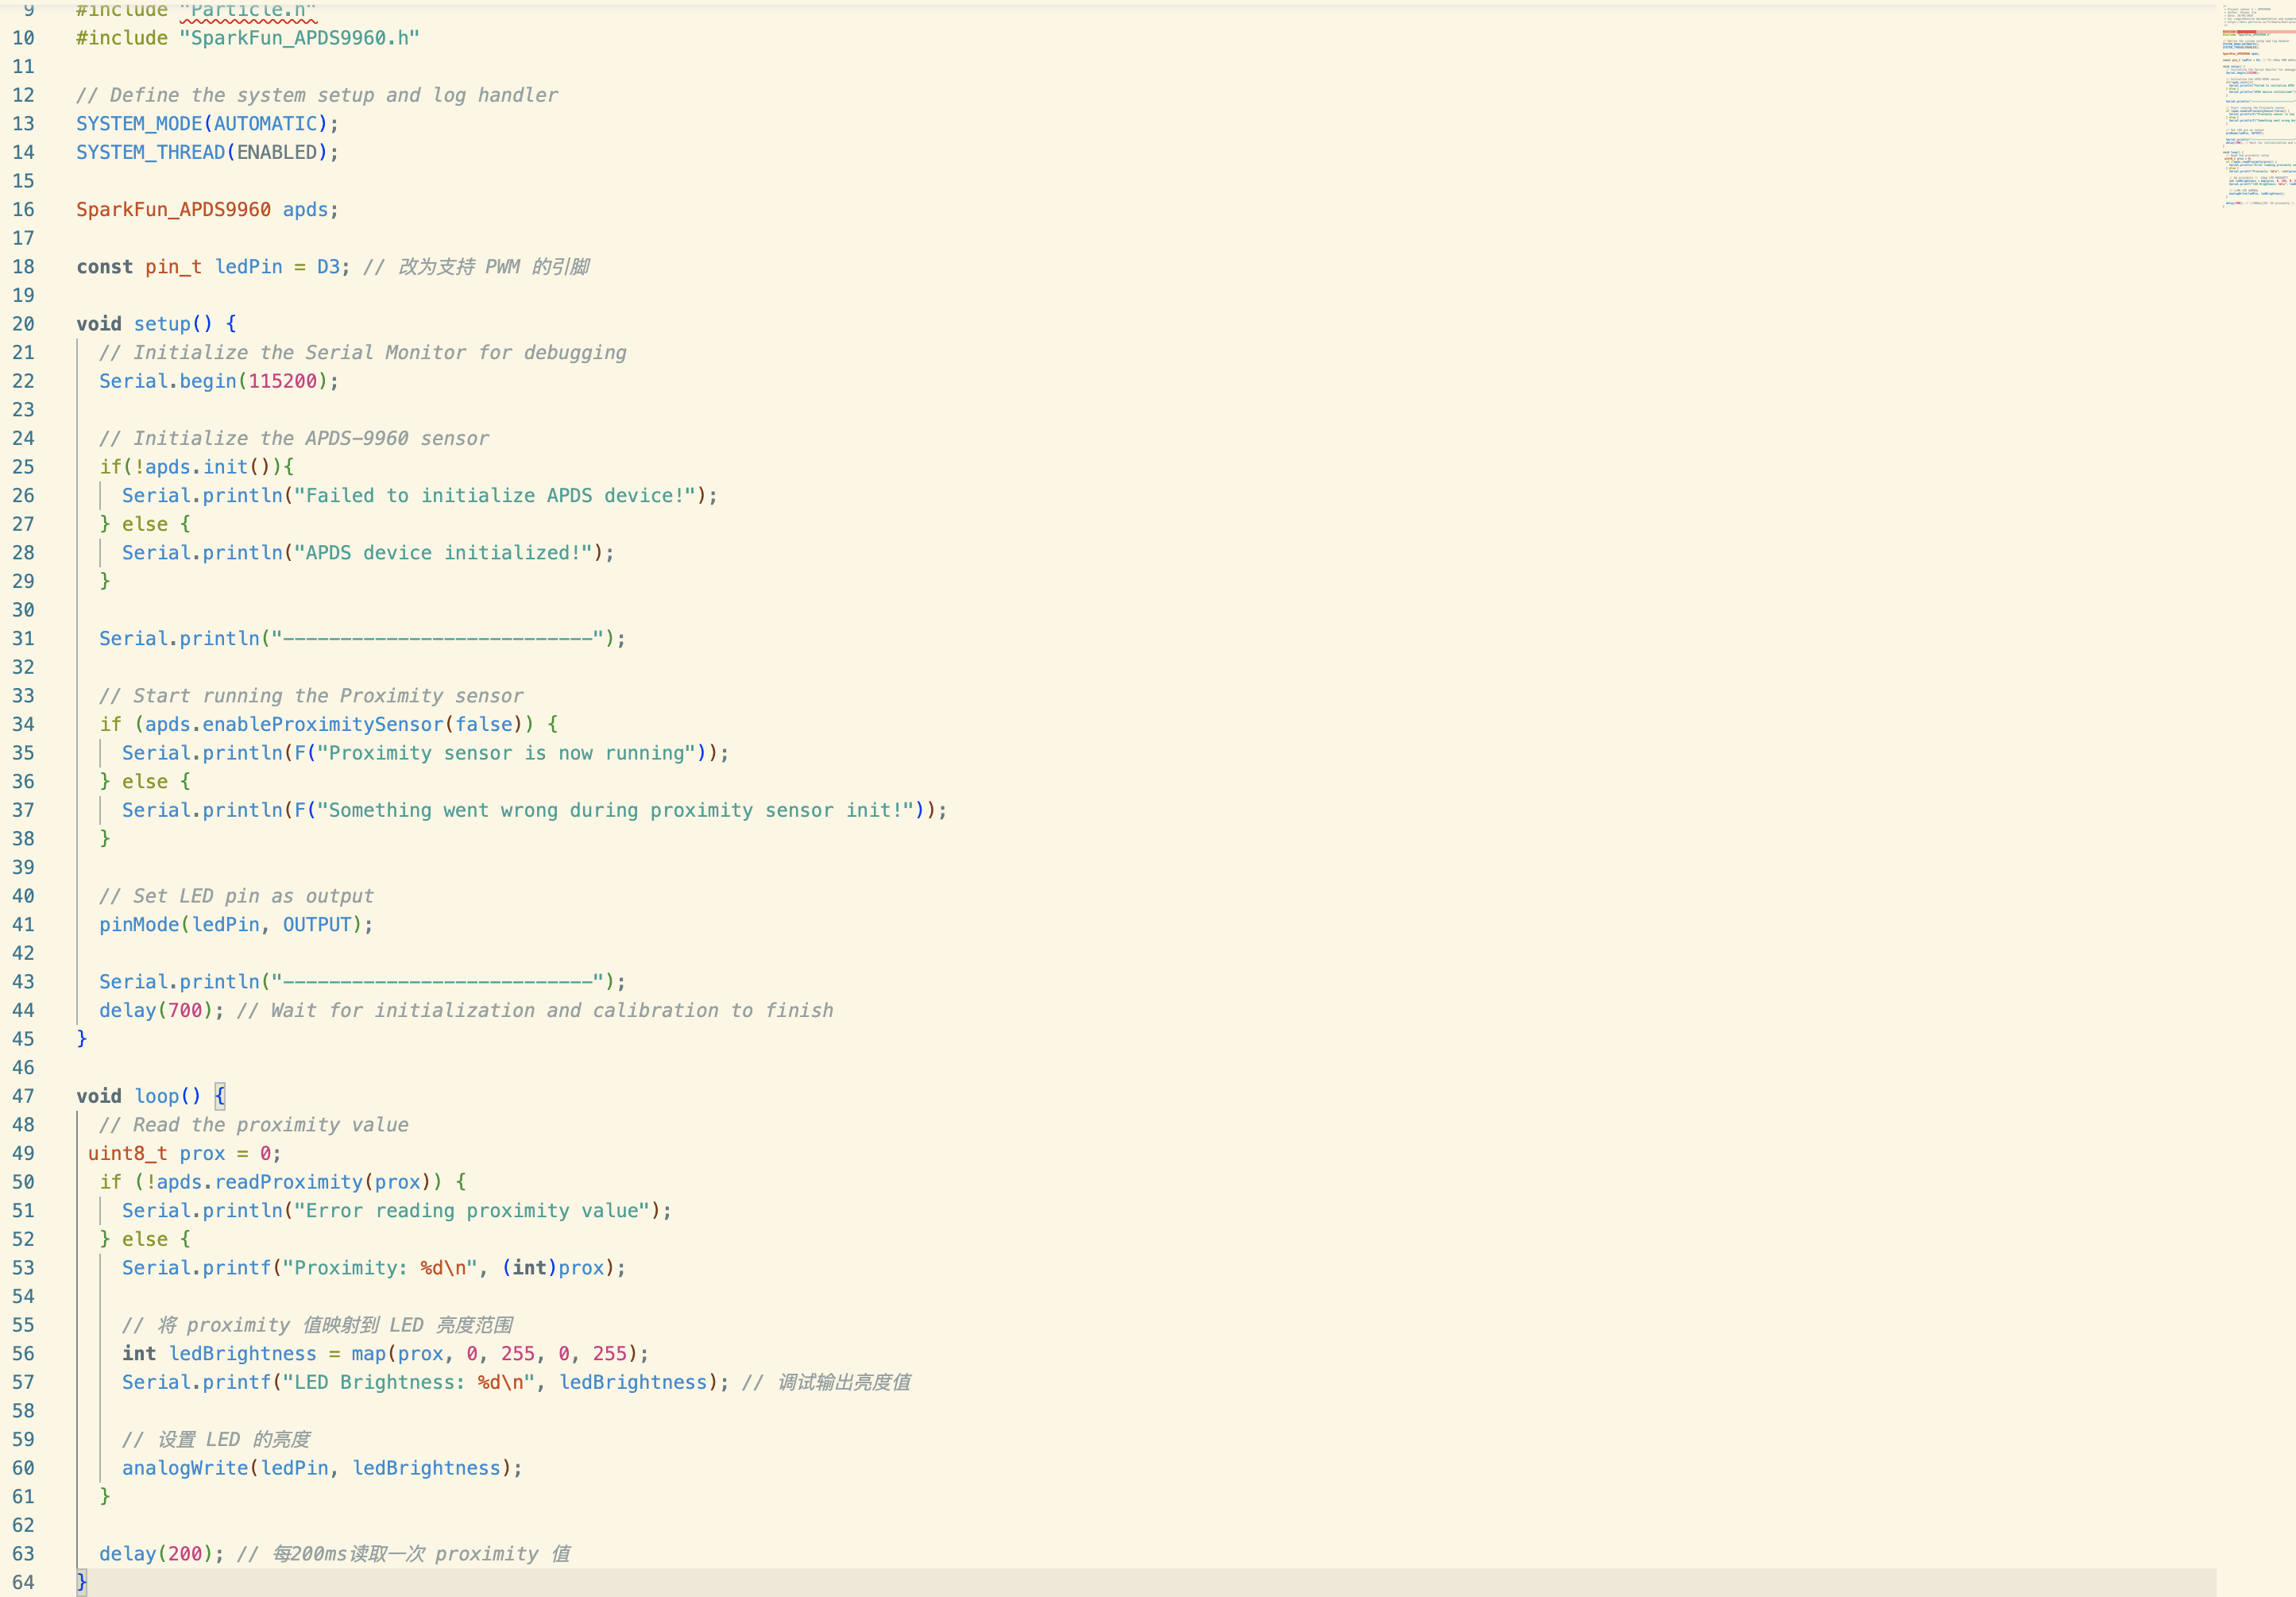 9 #include "Particle.h"
10 #include "SparkFun_APDS9960.h"
11
12 // Define the system setup and log handler
13 SYSTEM_MODE(AUTOMATIC);
14 SYSTEM_THREAD(ENABLED);
15
16 SparkFun_APDS9960 apds;
17
18 const pin_t ledPin = D3; // 改为支持 PWM 的引脚
19
20 void setup() {
21 // Initialize the Serial Monitor for debugging
22 Serial.begin(115200);
23
24 // Initialize the APDS-9960 sensor
25 if(!apds.init()){
26 Serial.println("Failed to initialize APDS device!");
27 } else {
28 Serial.println("APDS device initialized!");
29 }
30
31 Serial.println("---------------------------");
32
33 // Start running the Proximity sensor
34 if (apds.enableProximitySensor(false)) {
35 Serial.println(F("Proximity sensor is now running"));
36 } else {
37 Serial.println(F("Something went wrong during proximity sensor init!"));
38 }
39
40 // Set LED pin as output
41 pinMode(ledPin, OUTPUT);
42
43 Serial.println("---------------------------");
44 delay(700); // Wait for initialization and calibration to finish
45 }
46
47 void loop() {
48 // Read the proximity value
49 uint8_t prox = 0;
50 if (!apds.readProximity(prox)) {
51 Serial.println("Error reading proximity value");
52 } else {
53 Serial.printf("Proximity: %d\n", (int)prox);
54
55 // 将 proximity 值映射到 LED 亮度范围
56 int ledBrightness = map(prox, 0, 255, 0, 255);
57 Serial.printf("LED Brightness: %d\n", ledBrightness); // 调试输出亮度值
58
59 // 设置 LED 的亮度
60 analogWrite(ledPin, ledBrightness);
61 }
62
63 delay(200); // 每200ms读取一次 proximity 值
64 }